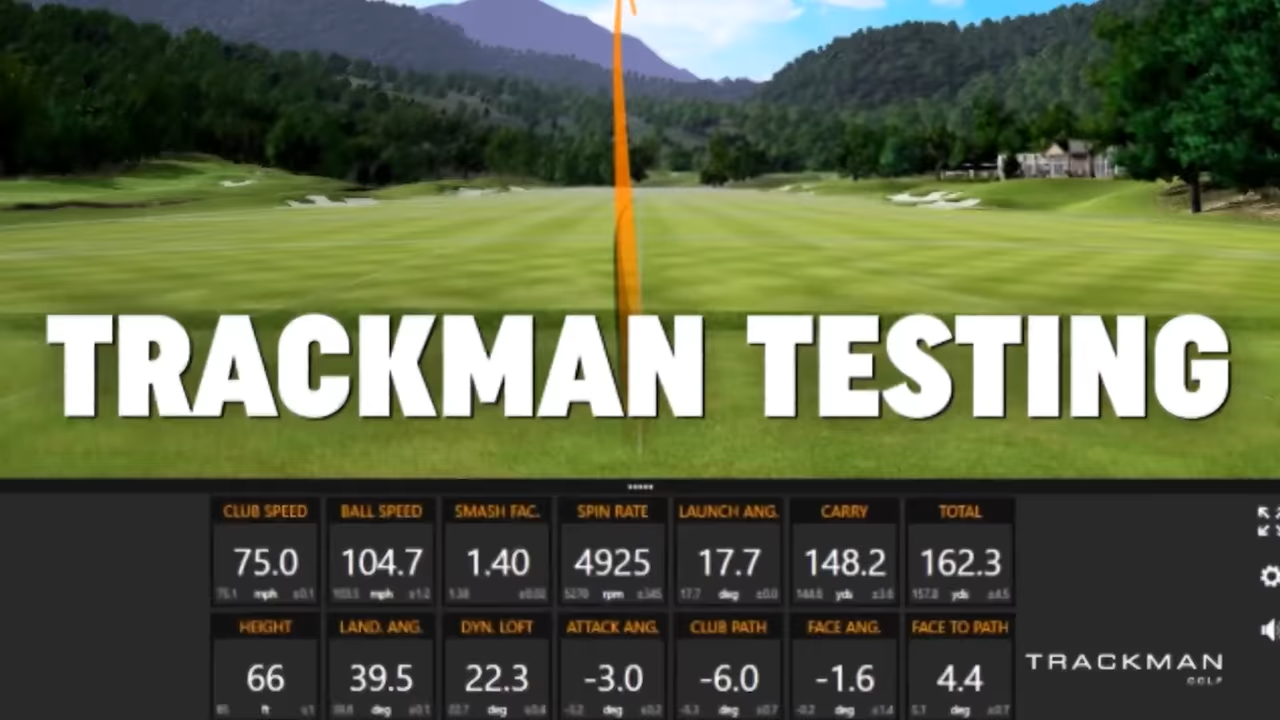 TRACKMAN TESTING
CLUB SPEED BALL SPEED SMASH FAC. SPIN RATE LAUNCH ANG. CARRY TOTAL
75.0 104.7 1.40 4925 17.7 148.2 162.3
mph mph rpm deg yds yds
HEIGHT LAND. ANG. DYN. LOFT ATTACK ANG. CLUB PATH FACE ANG. FACE TO PATH
66 39.5 22.3 -3.0 -6.0 -1.6 4.4
ft deg deg deg deg deg deg
TRACKMAN
GOLF